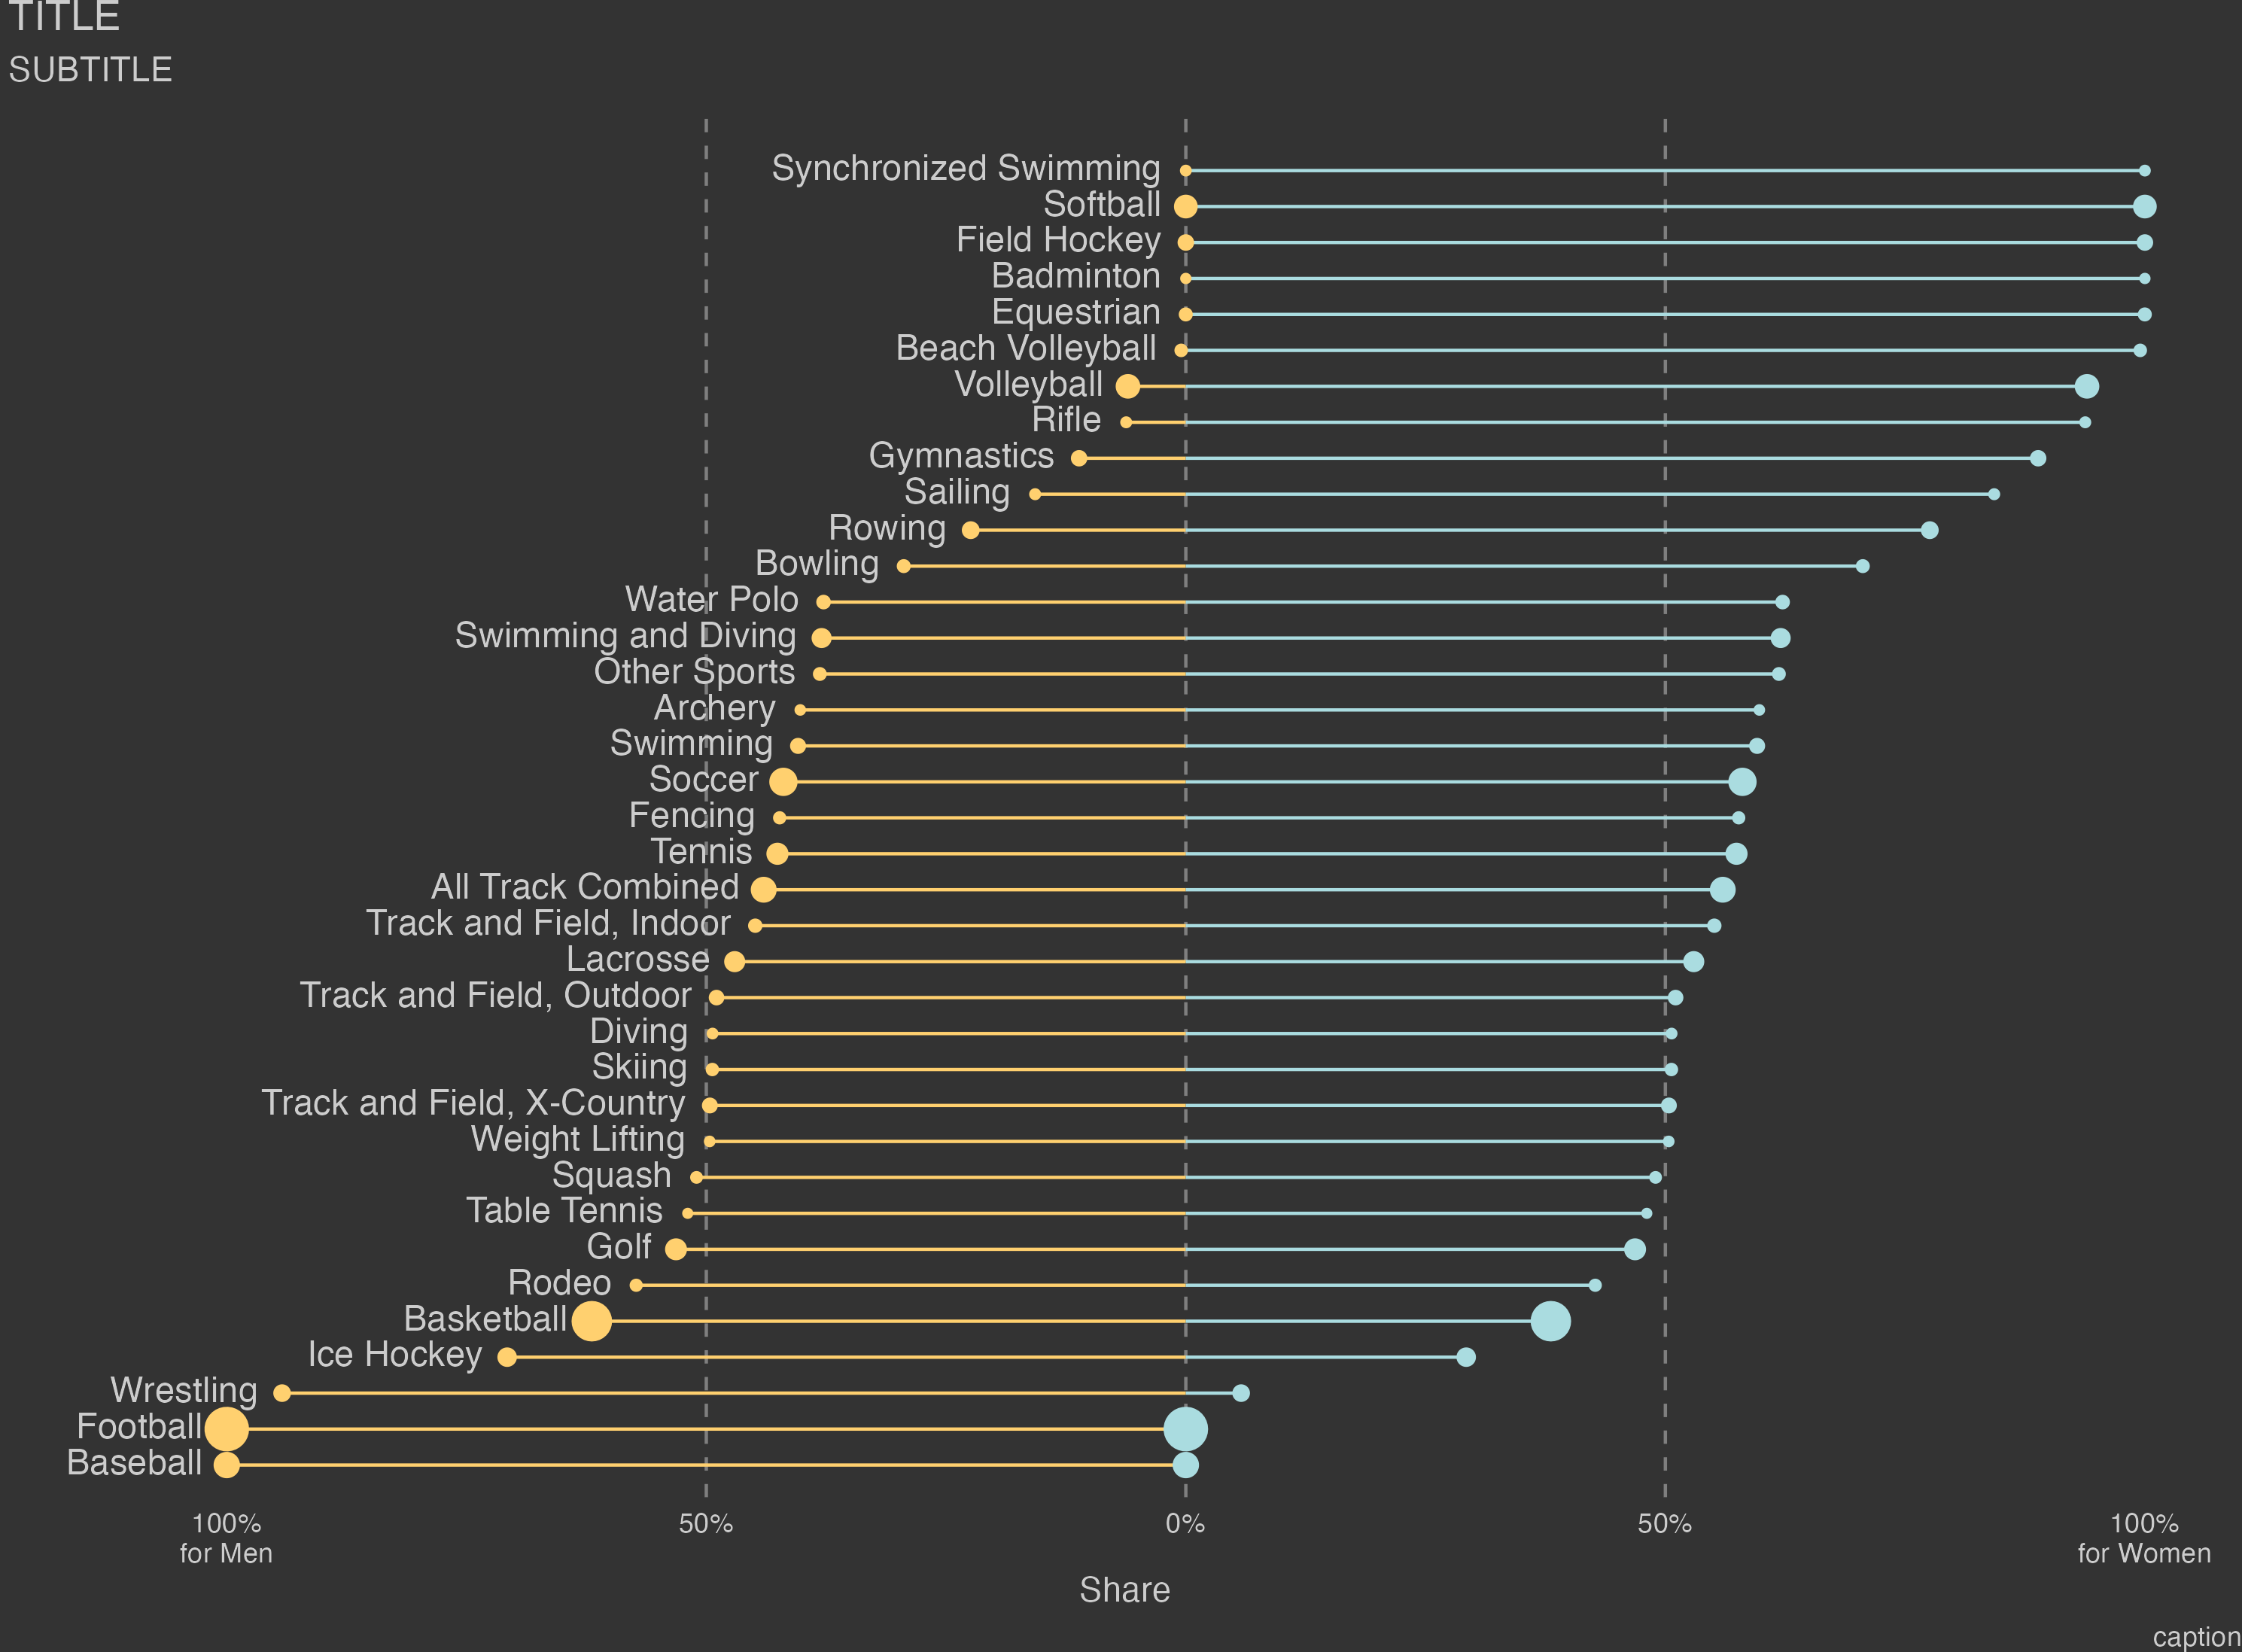 TITLE
SUBTITLE
Synchronized Swimming
Softball
Field Hockey
Badminton
Equestrian
Beach Volleyball
Volleyball
Rifle
Gymnastics
Sailing
Rowing
Bowling
Water Polo
Swimming and Diving
Other Sports
Archery
Swimming
Soccer
Fencing
Tennis
All Track Combined
Track and Field, Indoor
Lacrosse
Track and Field, Outdoor
Diving
Skiing
Track and Field, X-Country
Weight Lifting
Squash
Table Tennis
Golf
Rodeo
Basketball
Ice Hockey
Wrestling
Football
Baseball
100% 50% 0% 50% 100%
for Men for Women
Share
caption